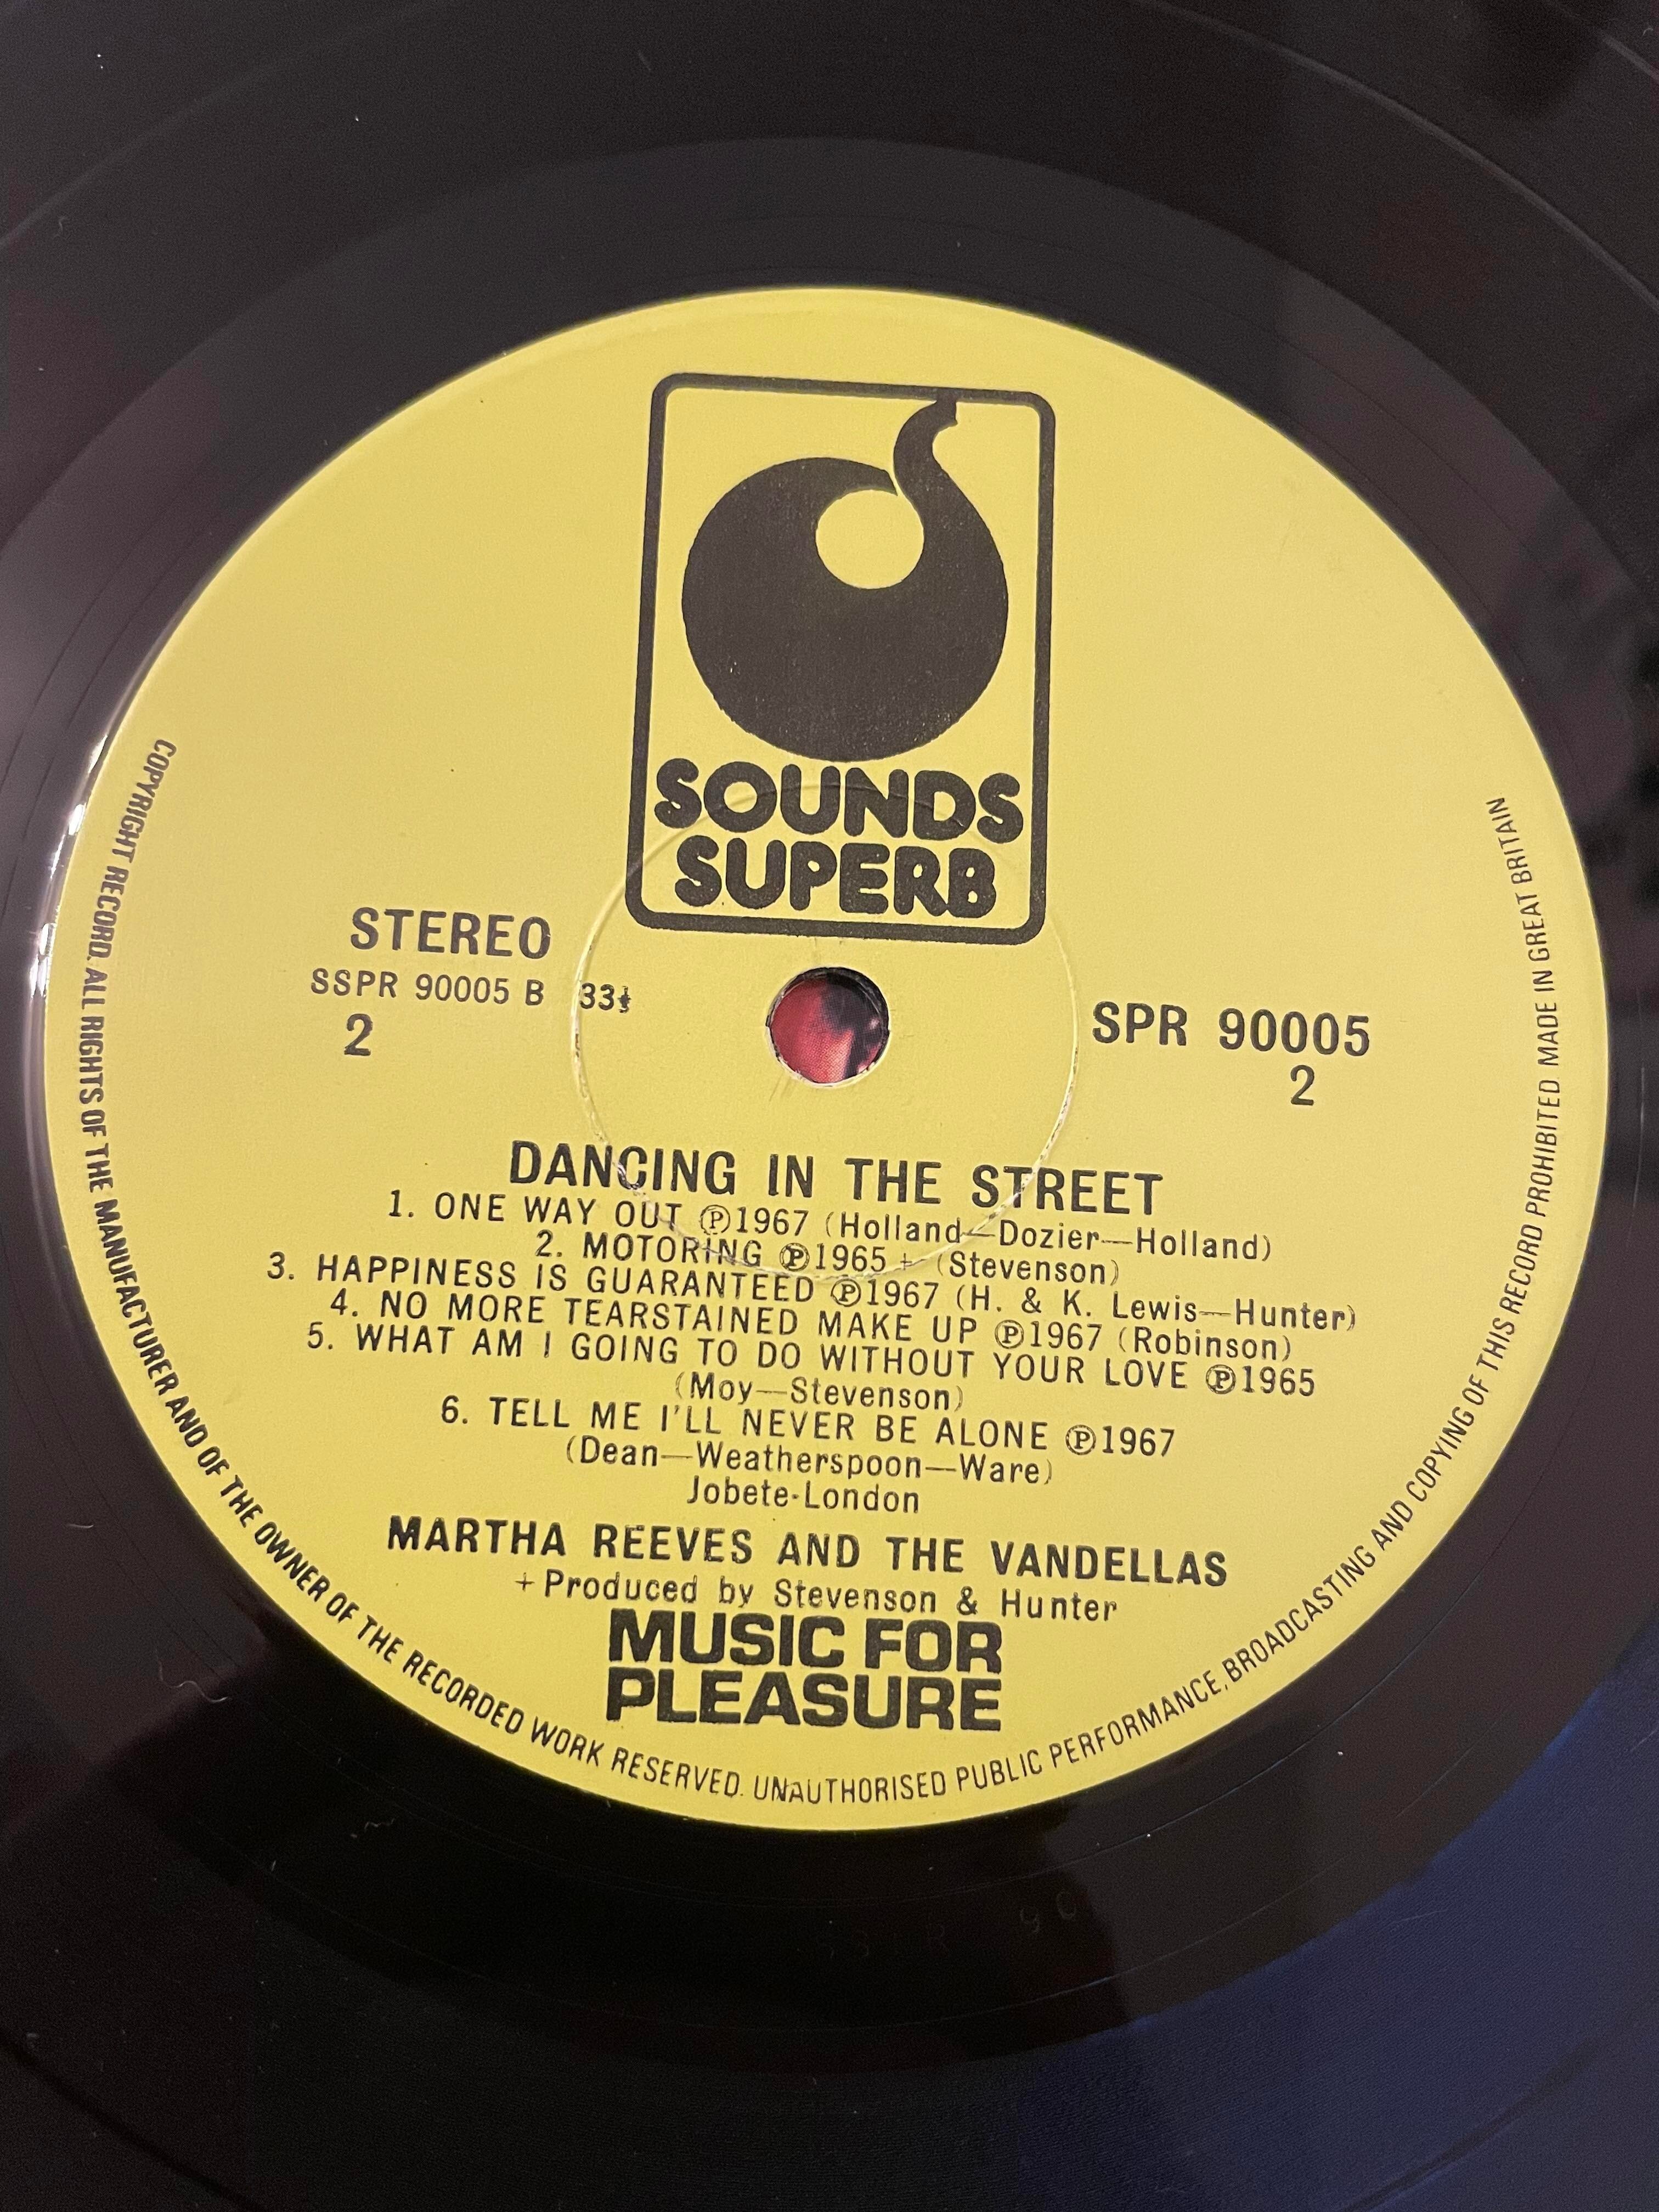 SOUNDS
SUPERB
STEREO
SSPR 90005 B 33⅓
2
SPR 90005
2
DANCING IN THE STREET
1. ONE WAY OUT ℗1967 (Holland—Dozier—Holland)
2. MOTORING ℗1965 + (Stevenson)
3. HAPPINESS IS GUARANTEED ℗1967 (H. & K. Lewis—Hunter)
4. NO MORE TEARSTAINED MAKE UP ℗1967 (Robinson)
5. WHAT AM I GOING TO DO WITHOUT YOUR LOVE ℗1965
(Moy—Stevenson)
6. TELL ME I'LL NEVER BE ALONE ℗1967
(Dean—Weatherspoon—Ware)
Jobete-London
MARTHA REEVES AND THE VANDELLAS
+Produced by Stevenson & Hunter
MUSIC FOR
PLEASURE
COPYRIGHT RECORD. ALL RIGHTS OF THE MANUFACTURER AND OF THE OWNER OF THE RECORDED WORK RESERVED. UNAUTHORISED PUBLIC PERFORMANCE, BROADCASTING AND COPYING OF THIS RECORD PROHIBITED. MADE IN GREAT BRITAIN